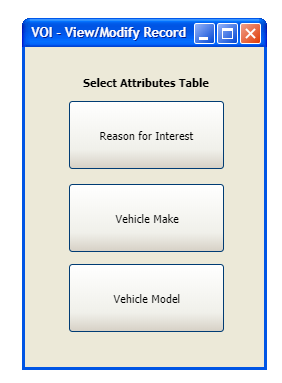 VOI - View/Modify Record
Select Attributes Table
Reason for Interest
Vehicle Make
Vehicle Model